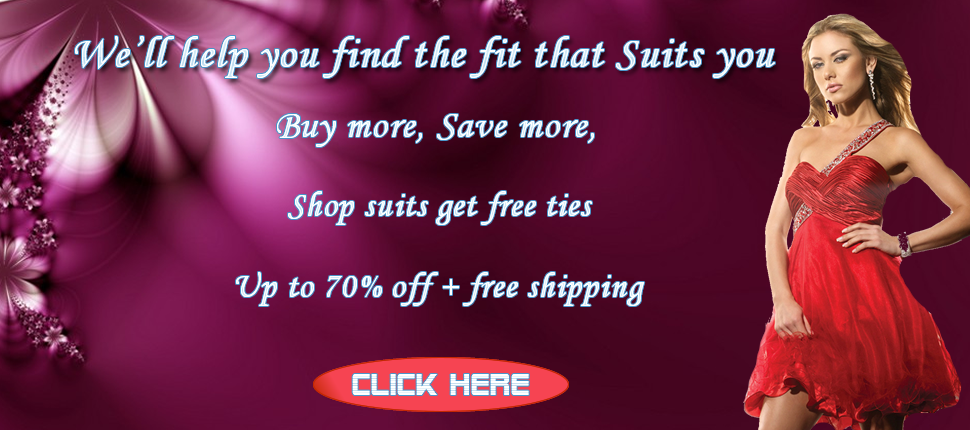 We'll help you find the fit that Suits you
Buy more, Save more,
Shop suits get free ties
Up to 70% off + free shipping
CLICK HERE